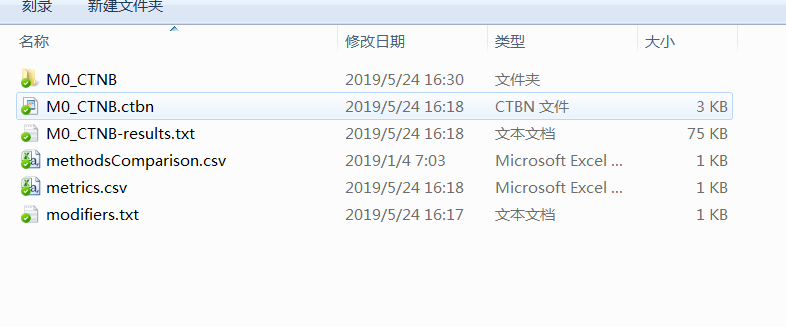 刻录 新建文件夹
名称 修改日期 类型 大小
M0_CTNB 2019/5/24 16:30 文件夹
M0_CTNB.ctbn 2019/5/24 16:18 CTBN 文件 3 KB
M0_CTNB-results.txt 2019/5/24 16:18 文本文档 75 KB
methodsComparison.csv 2019/1/4 7:03 Microsoft Excel ... 1 KB
metrics.csv 2019/5/24 16:18 Microsoft Excel ... 1 KB
modifiers.txt 2019/5/24 16:17 文本文档 1 KB